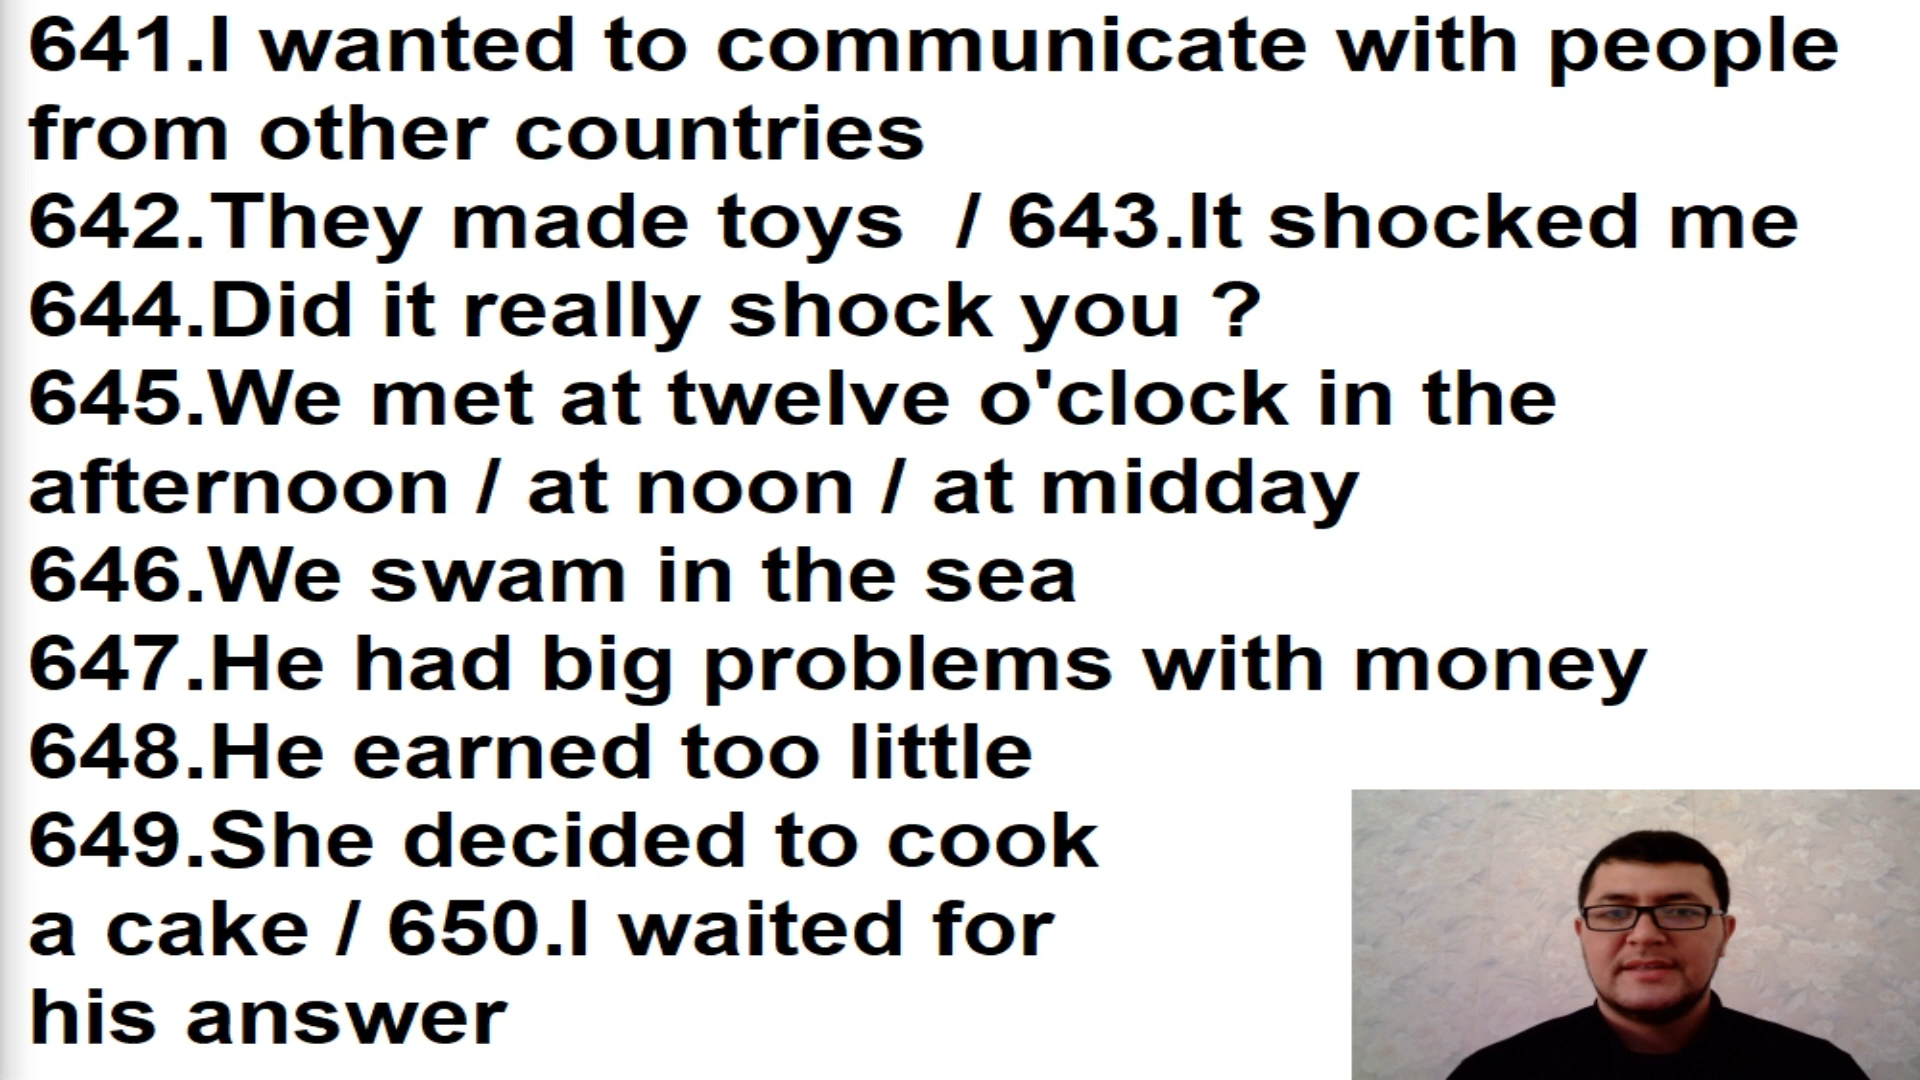 641.I wanted to communicate with people
from other countries
642.They made toys  / 643.It shocked me
644.Did it really shock you ?
645.We met at twelve o'clock in the
afternoon / at noon / at midday
646.We swam in the sea
647.He had big problems with money
648.He earned too little
649.She decided to cook
a cake / 650.I waited for
his answer